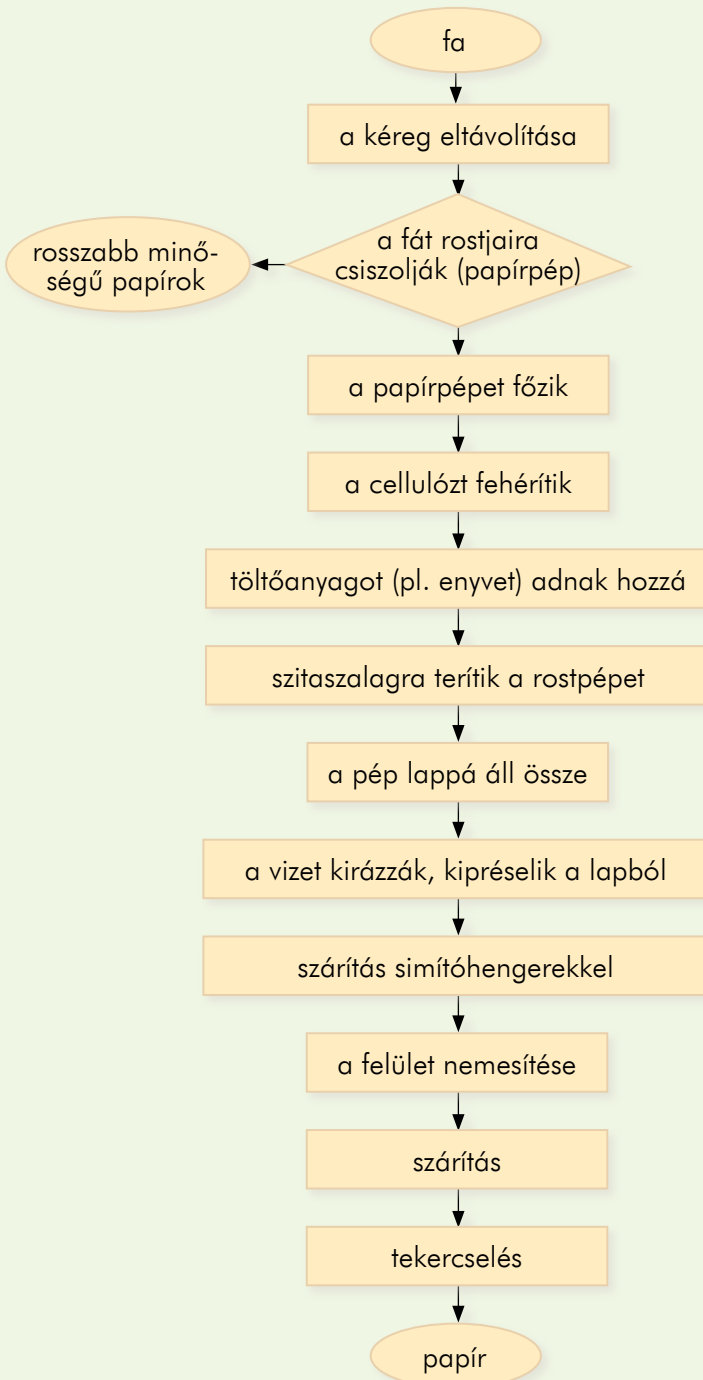 fa
a kéreg eltávolítása
a fát rostjaira
csiszolják (papírpép)
rosszabb minő-
ségű papírok
a papírpépet főzik
a cellulózt fehérítik
töltőanyagot (pl. enyvet) adnak hozzá
szitaszalagra terítik a rostpépet
a pép lappá áll össze
a vizet kirázzák, kipréselik a lapból
szárítás simítóhengerekkel
a felület nemesítése
szárítás
tekercselés
papír